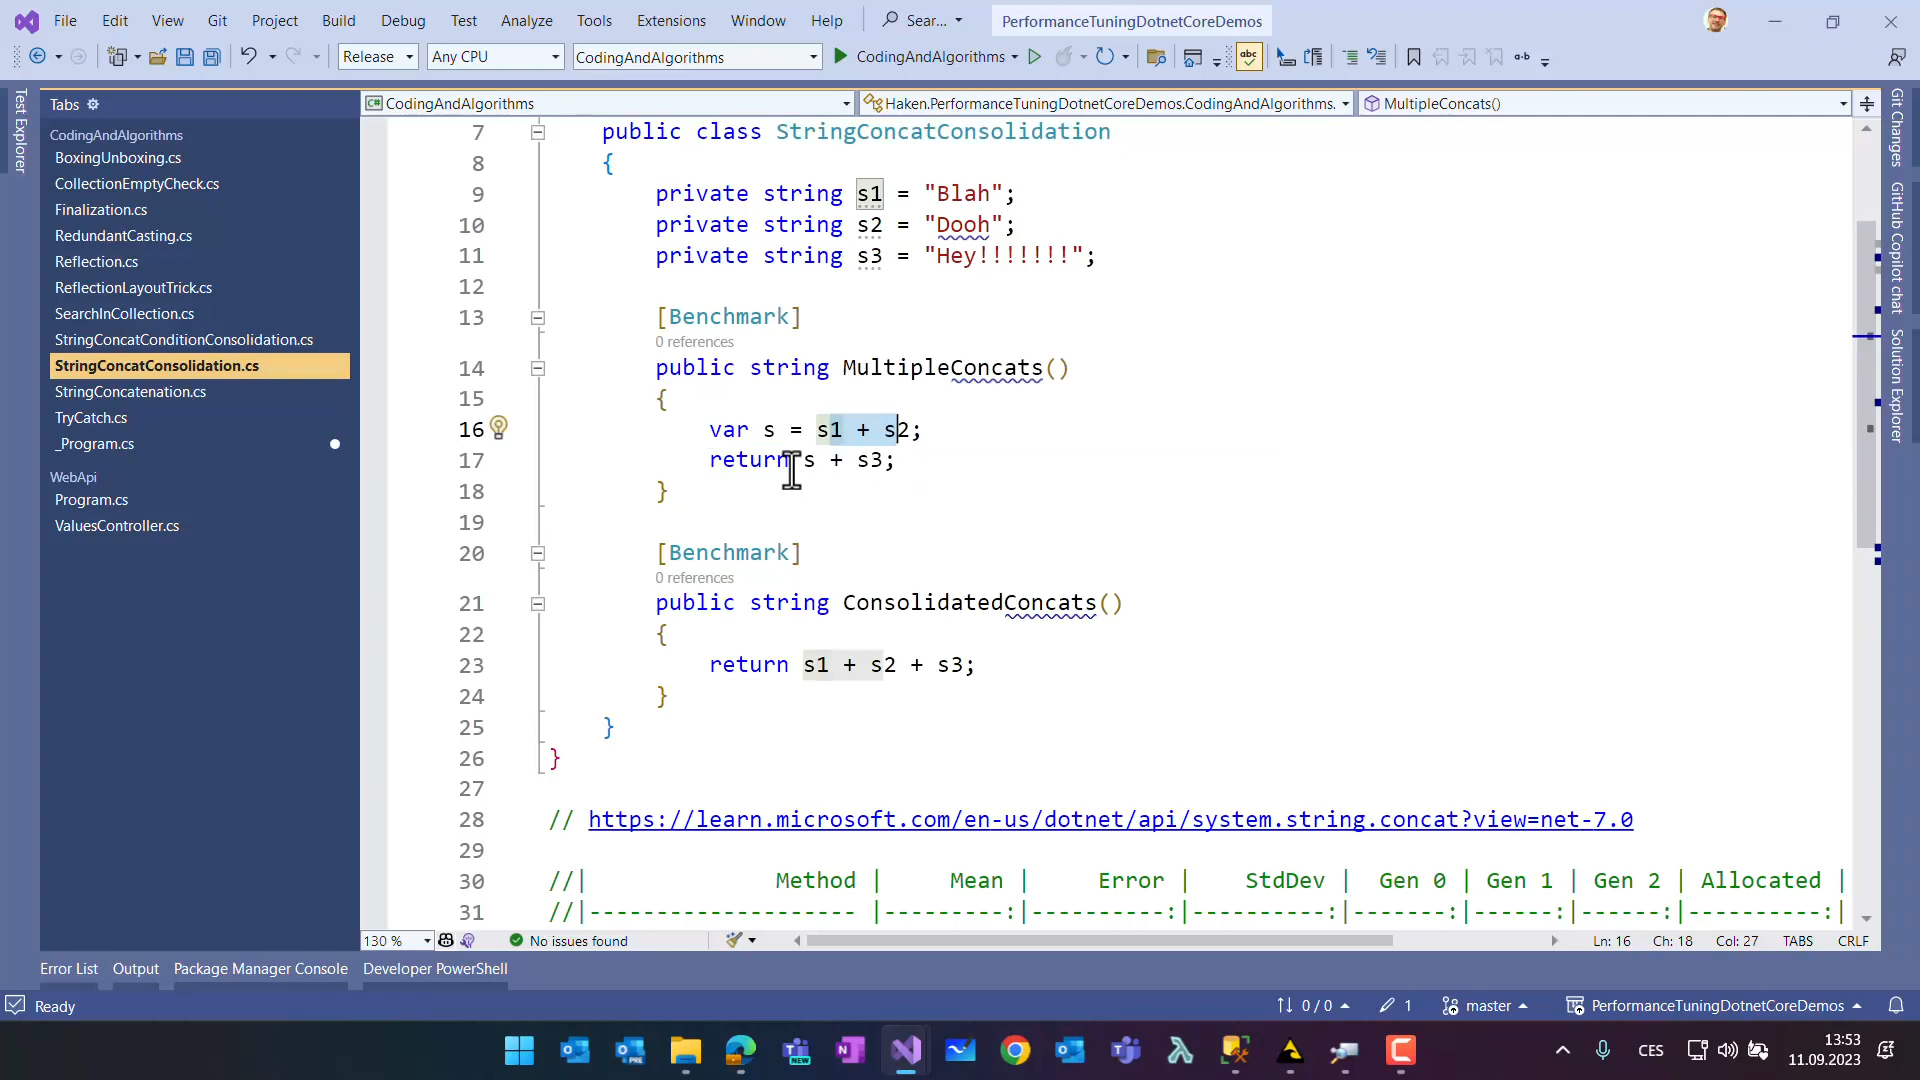 File Edit View Git Project Build Debug Test Analyze Tools Extensions Window Help Sear... PerformanceTuningDotnetCoreDemos
Release Any CPU CodingAndAlgorithms CodingAndAlgorithms abc a-b
Test Explorer
Tabs
CodingAndAlgorithms
BoxingUnboxing.cs
CollectionEmptyCheck.cs
Finalization.cs
RedundantCasting.cs
Reflection.cs
ReflectionLayoutTrick.cs
SearchInCollection.cs
StringConcatConditionConsolidation.cs
StringConcatConsolidation.cs
StringConcatenation.cs
TryCatch.cs
_Program.cs
WebApi
Program.cs
ValuesController.cs
C# CodingAndAlgorithms Haken.PerformanceTuningDotnetCoreDemos.CodingAndAlgorithms. MultipleConcats()
7 public class StringConcatConsolidation
8 {
9 private string s1 = "Blah";
10 private string s2 = "Dooh";
11 private string s3 = "Hey!!!!!!!";
12
13 [Benchmark]
0 references
14 public string MultipleConcats()
15 {
16 var s = s1 + s2;
17 return s + s3;
18 }
19
20 [Benchmark]
0 references
21 public string ConsolidatedConcats()
22 {
23 return s1 + s2 + s3;
24 }
25 }
26 }
27
28 // https://learn.microsoft.com/en-us/dotnet/api/system.string.concat?view=net-7.0
29
30 //| Method | Mean | Error | StdDev | Gen 0 | Gen 1 | Gen 2 | Allocated |
31 //|-------------------- |---------:|----------:|----------:|-------:|------:|------:|----------:|
Git Changes
GitHub Copilot chat
Solution Explorer
130 % No issues found Ln: 16 Ch: 18 Col: 27 TABS CRLF
Error List Output Package Manager Console Developer PowerShell
Ready 0 / 0 1 master PerformanceTuningDotnetCoreDemos
NEW PRE CES 13:53
11.09.2023